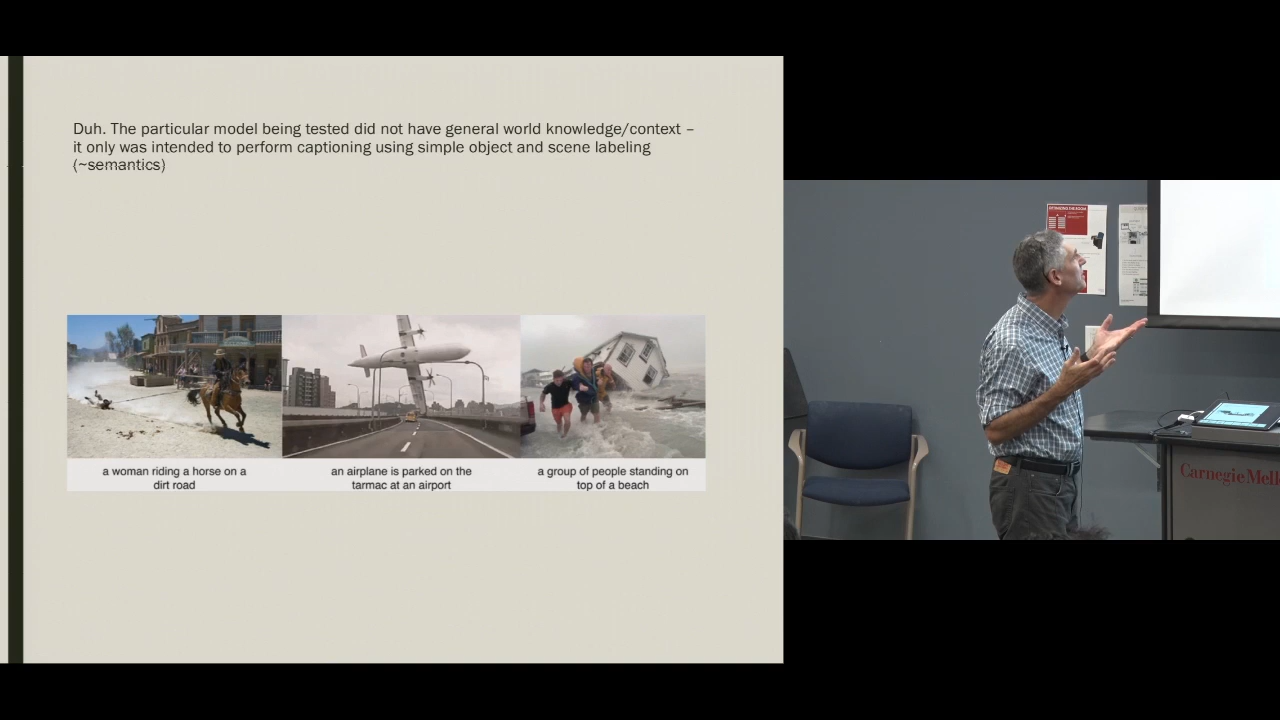 Duh. The particular model being tested did not have general world knowledge/context –
it only was intended to perform captioning using simple object and scene labeling
(~semantics)
a woman riding a horse on a
dirt road
an airplane is parked on the
tarmac at an airport
a group of people standing on
top of a beach
Carnegie Mell